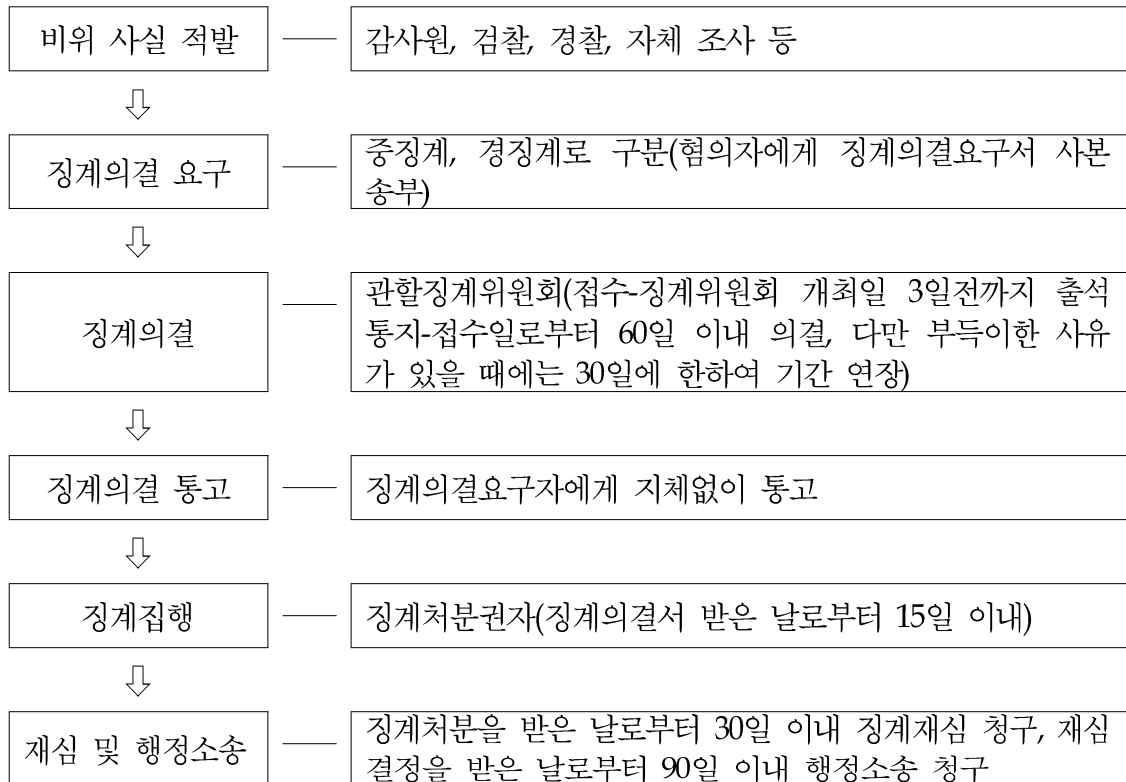 비위 사실 적발
감사원, 검찰, 경찰, 자체 조사 등
징계의결 요구
중징계, 경징계로 구분(혐의자에게 징계의결요구서 사본
송부)
징계의결
관할징계위원회(접수-징계위원회 개최일 3일전까지 출석
통지-접수일로부터 60일 이내 의결, 다만 부득이한 사유
가 있을 때에는 30일에 한하여 기간 연장)
징계의결 통고
징계의결요구자에게 지체없이 통고
징계집행
징계처분권자(징계의결서 받은 날로부터 15일 이내)
재심 및 행정소송
징계처분을 받은 날로부터 30일 이내 징계재심 청구, 재심
결정을 받은 날로부터 90일 이내 행정소송 청구